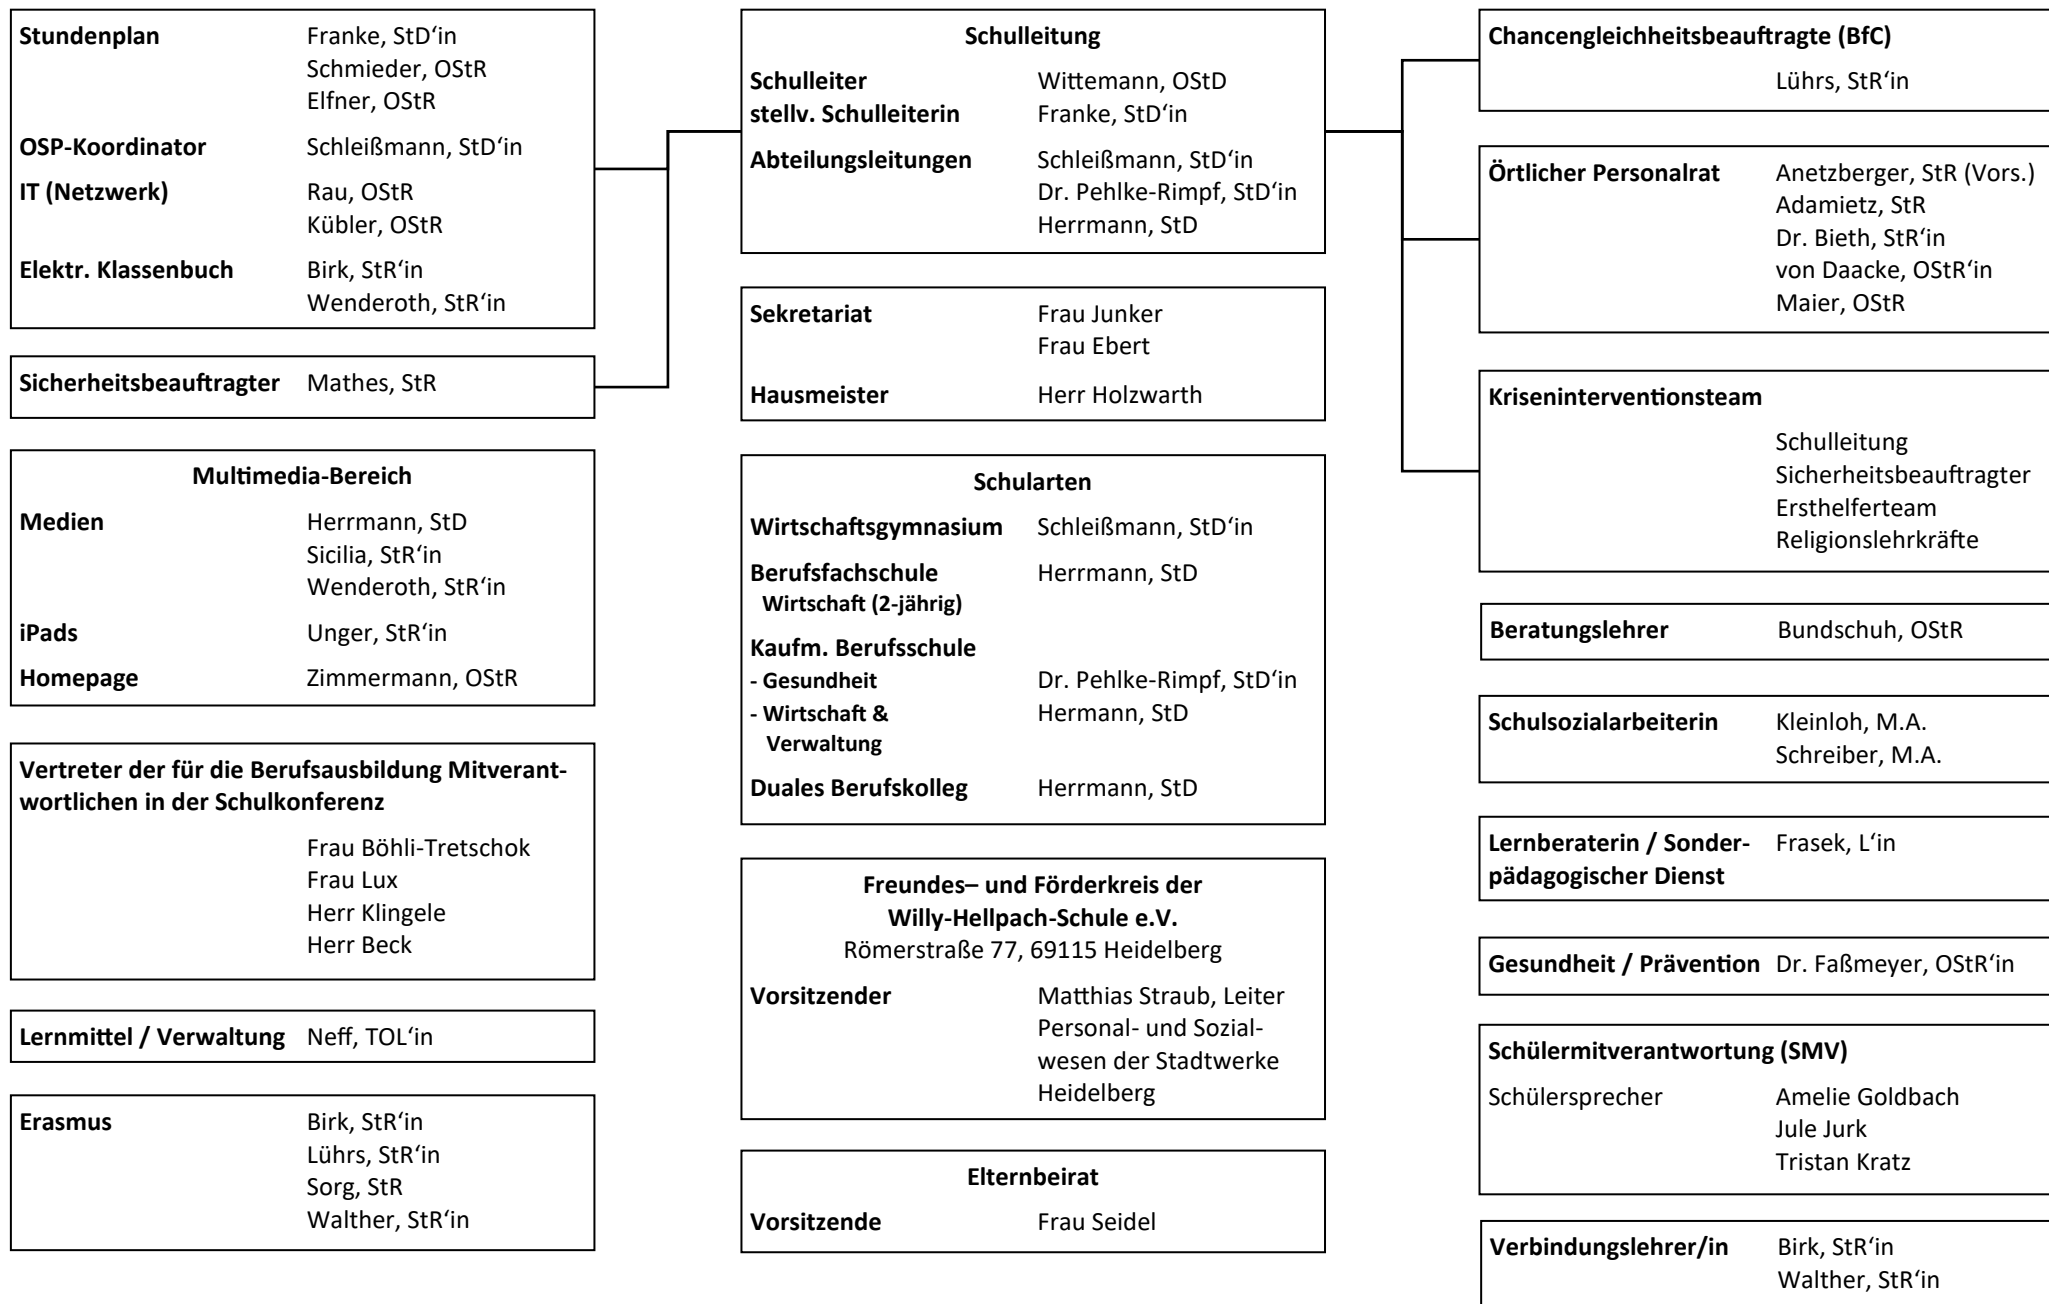 Stundenplan Franke, StD‘in
Schmieder, OStR
Elfner, OStR
OSP-Koordinator Schleißmann, StD‘in
IT (Netzwerk) Rau, OStR
Kübler, OStR
Elektr. Klassenbuch Birk, StR‘in
Wenderoth, StR‘in
Sicherheitsbeauftragter Mathes, StR
Multimedia-Bereich
Medien Herrmann, StD
Sicilia, StR‘in
Wenderoth, StR‘in
iPads Unger, StR‘in
Homepage Zimmermann, OStR
Vertreter der für die Berufsausbildung Mitverant-
wortlichen in der Schulkonferenz
Frau Böhli-Tretschok
Frau Lux
Herr Klingele
Herr Beck
Lernmittel / Verwaltung Neff, TOL‘in
Erasmus Birk, StR‘in
Lührs, StR‘in
Sorg, StR
Walther, StR‘in
Schulleitung
Schulleiter Wittemann, OStD
stellv. Schulleiterin Franke, StD‘in
Abteilungsleitungen Schleißmann, StD‘in
Dr. Pehlke-Rimpf, StD‘in
Herrmann, StD
Sekretariat Frau Junker
Frau Ebert
Hausmeister Herr Holzwarth
Schularten
Wirtschaftsgymnasium Schleißmann, StD‘in
Berufsfachschule Herrmann, StD
Wirtschaft (2-jährig)
Kaufm. Berufsschule
- Gesundheit Dr. Pehlke-Rimpf, StD‘in
- Wirtschaft & Hermann, StD
Verwaltung
Duales Berufskolleg Herrmann, StD
Freundes– und Förderkreis der
Willy-Hellpach-Schule e.V.
Römerstraße 77, 69115 Heidelberg
Vorsitzender Matthias Straub, Leiter
Personal- und Sozial-
wesen der Stadtwerke
Heidelberg
Elternbeirat
Vorsitzende Frau Seidel
Chancengleichheitsbeauftragte (BfC)
Lührs, StR‘in
Örtlicher Personalrat Anetzberger, StR (Vors.)
Adamietz, StR
Dr. Bieth, StR‘in
von Daacke, OStR‘in
Maier, OStR
Kriseninterventionsteam
Schulleitung
Sicherheitsbeauftragter
Ersthelferteam
Religionslehrkräfte
Beratungslehrer Bundschuh, OStR
Schulsozialarbeiterin Kleinloh, M.A.
Schreiber, M.A.
Lernberaterin / Sonder- Frasek, L‘in
pädagogischer Dienst
Gesundheit / Prävention Dr. Faßmeyer, OStR‘in
Schülermitverantwortung (SMV)
Schülersprecher Amelie Goldbach
Jule Jurk
Tristan Kratz
Verbindungslehrer/in Birk, StR‘in
Walther, StR‘in